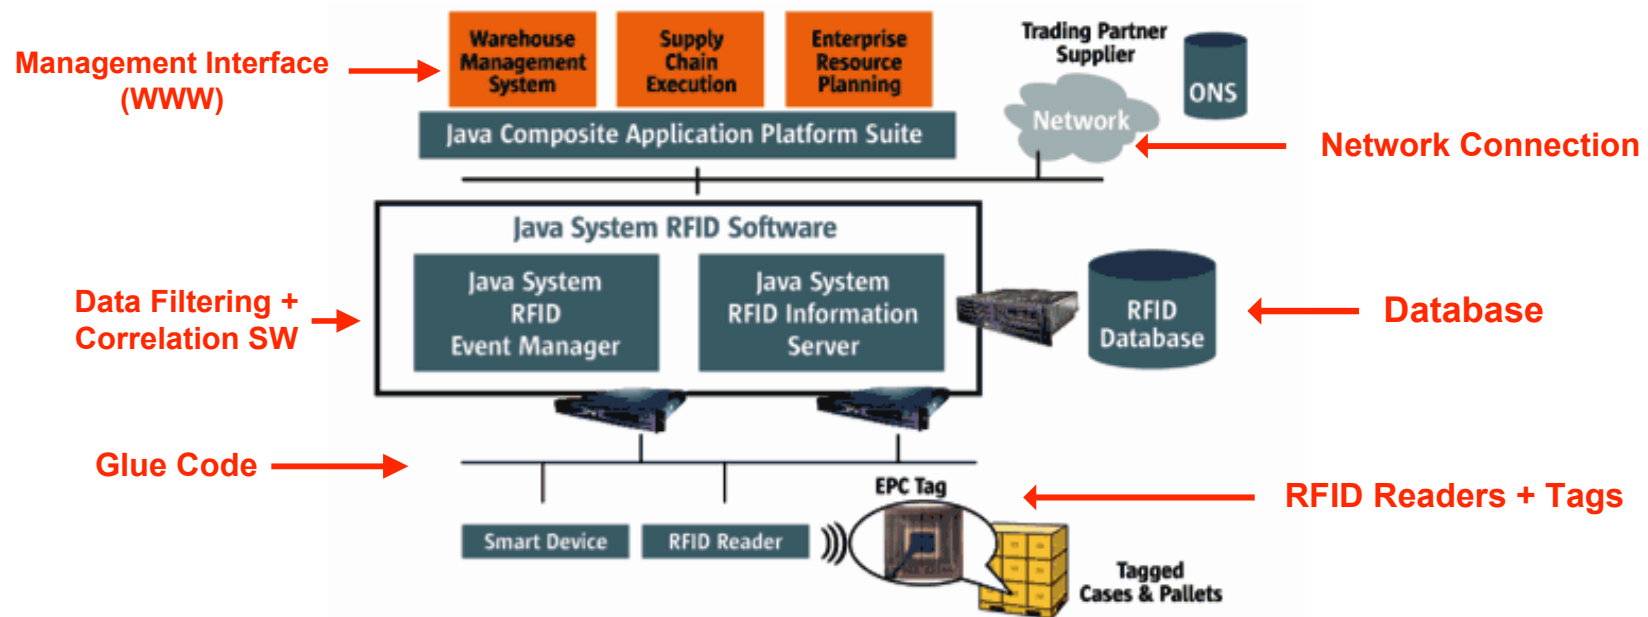 Management Interface
(WWW)
Warehouse
Management
System
Supply
Chain
Execution
Enterprise
Resource
Planning
Java Composite Application Platform Suite
Trading Partner
Supplier
ONS
Network
Network Connection
Java System RFID Software
Java System
RFID
Event Manager
Java System
RFID Information
Server
RFID
Database
Database
Data Filtering +
Correlation SW
Glue Code
Smart Device
RFID Reader
EPC Tag
RFID Readers + Tags
Tagged
Cases & Pallets